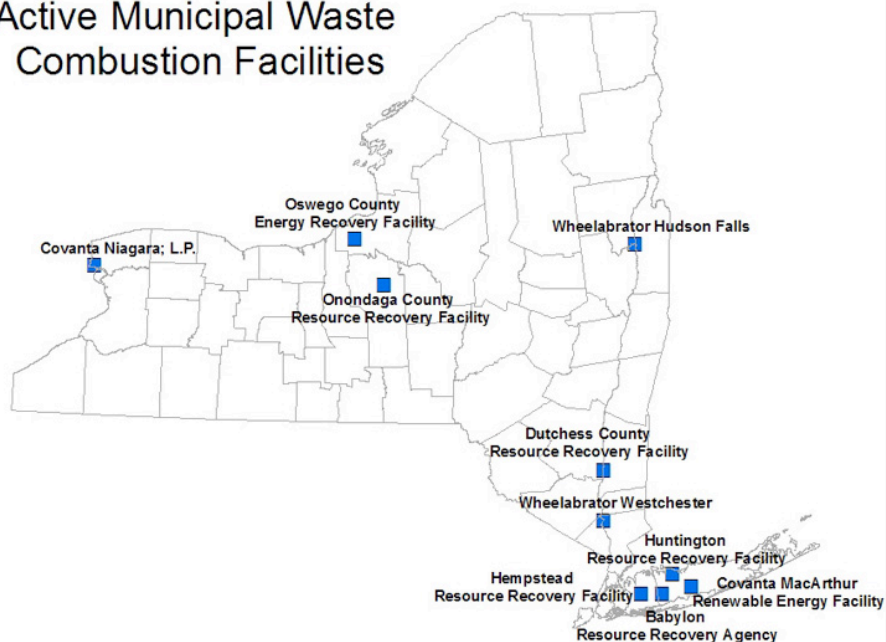 Active Municipal Waste
Combustion Facilities
Oswego County
Energy Recovery Facility
Wheelabrator Hudson Falls
Covanta Niagara; L.P.
Onondaga County
Resource Recovery Facility
Dutchess County
Resource Recovery Facility
Wheelabrator Westchester
Huntington
Resource Recovery Facility
Hempstead
Resource Recovery Facility
Covanta MacArthur
Renewable Energy Facility
Babylon
Resource Recovery Agency